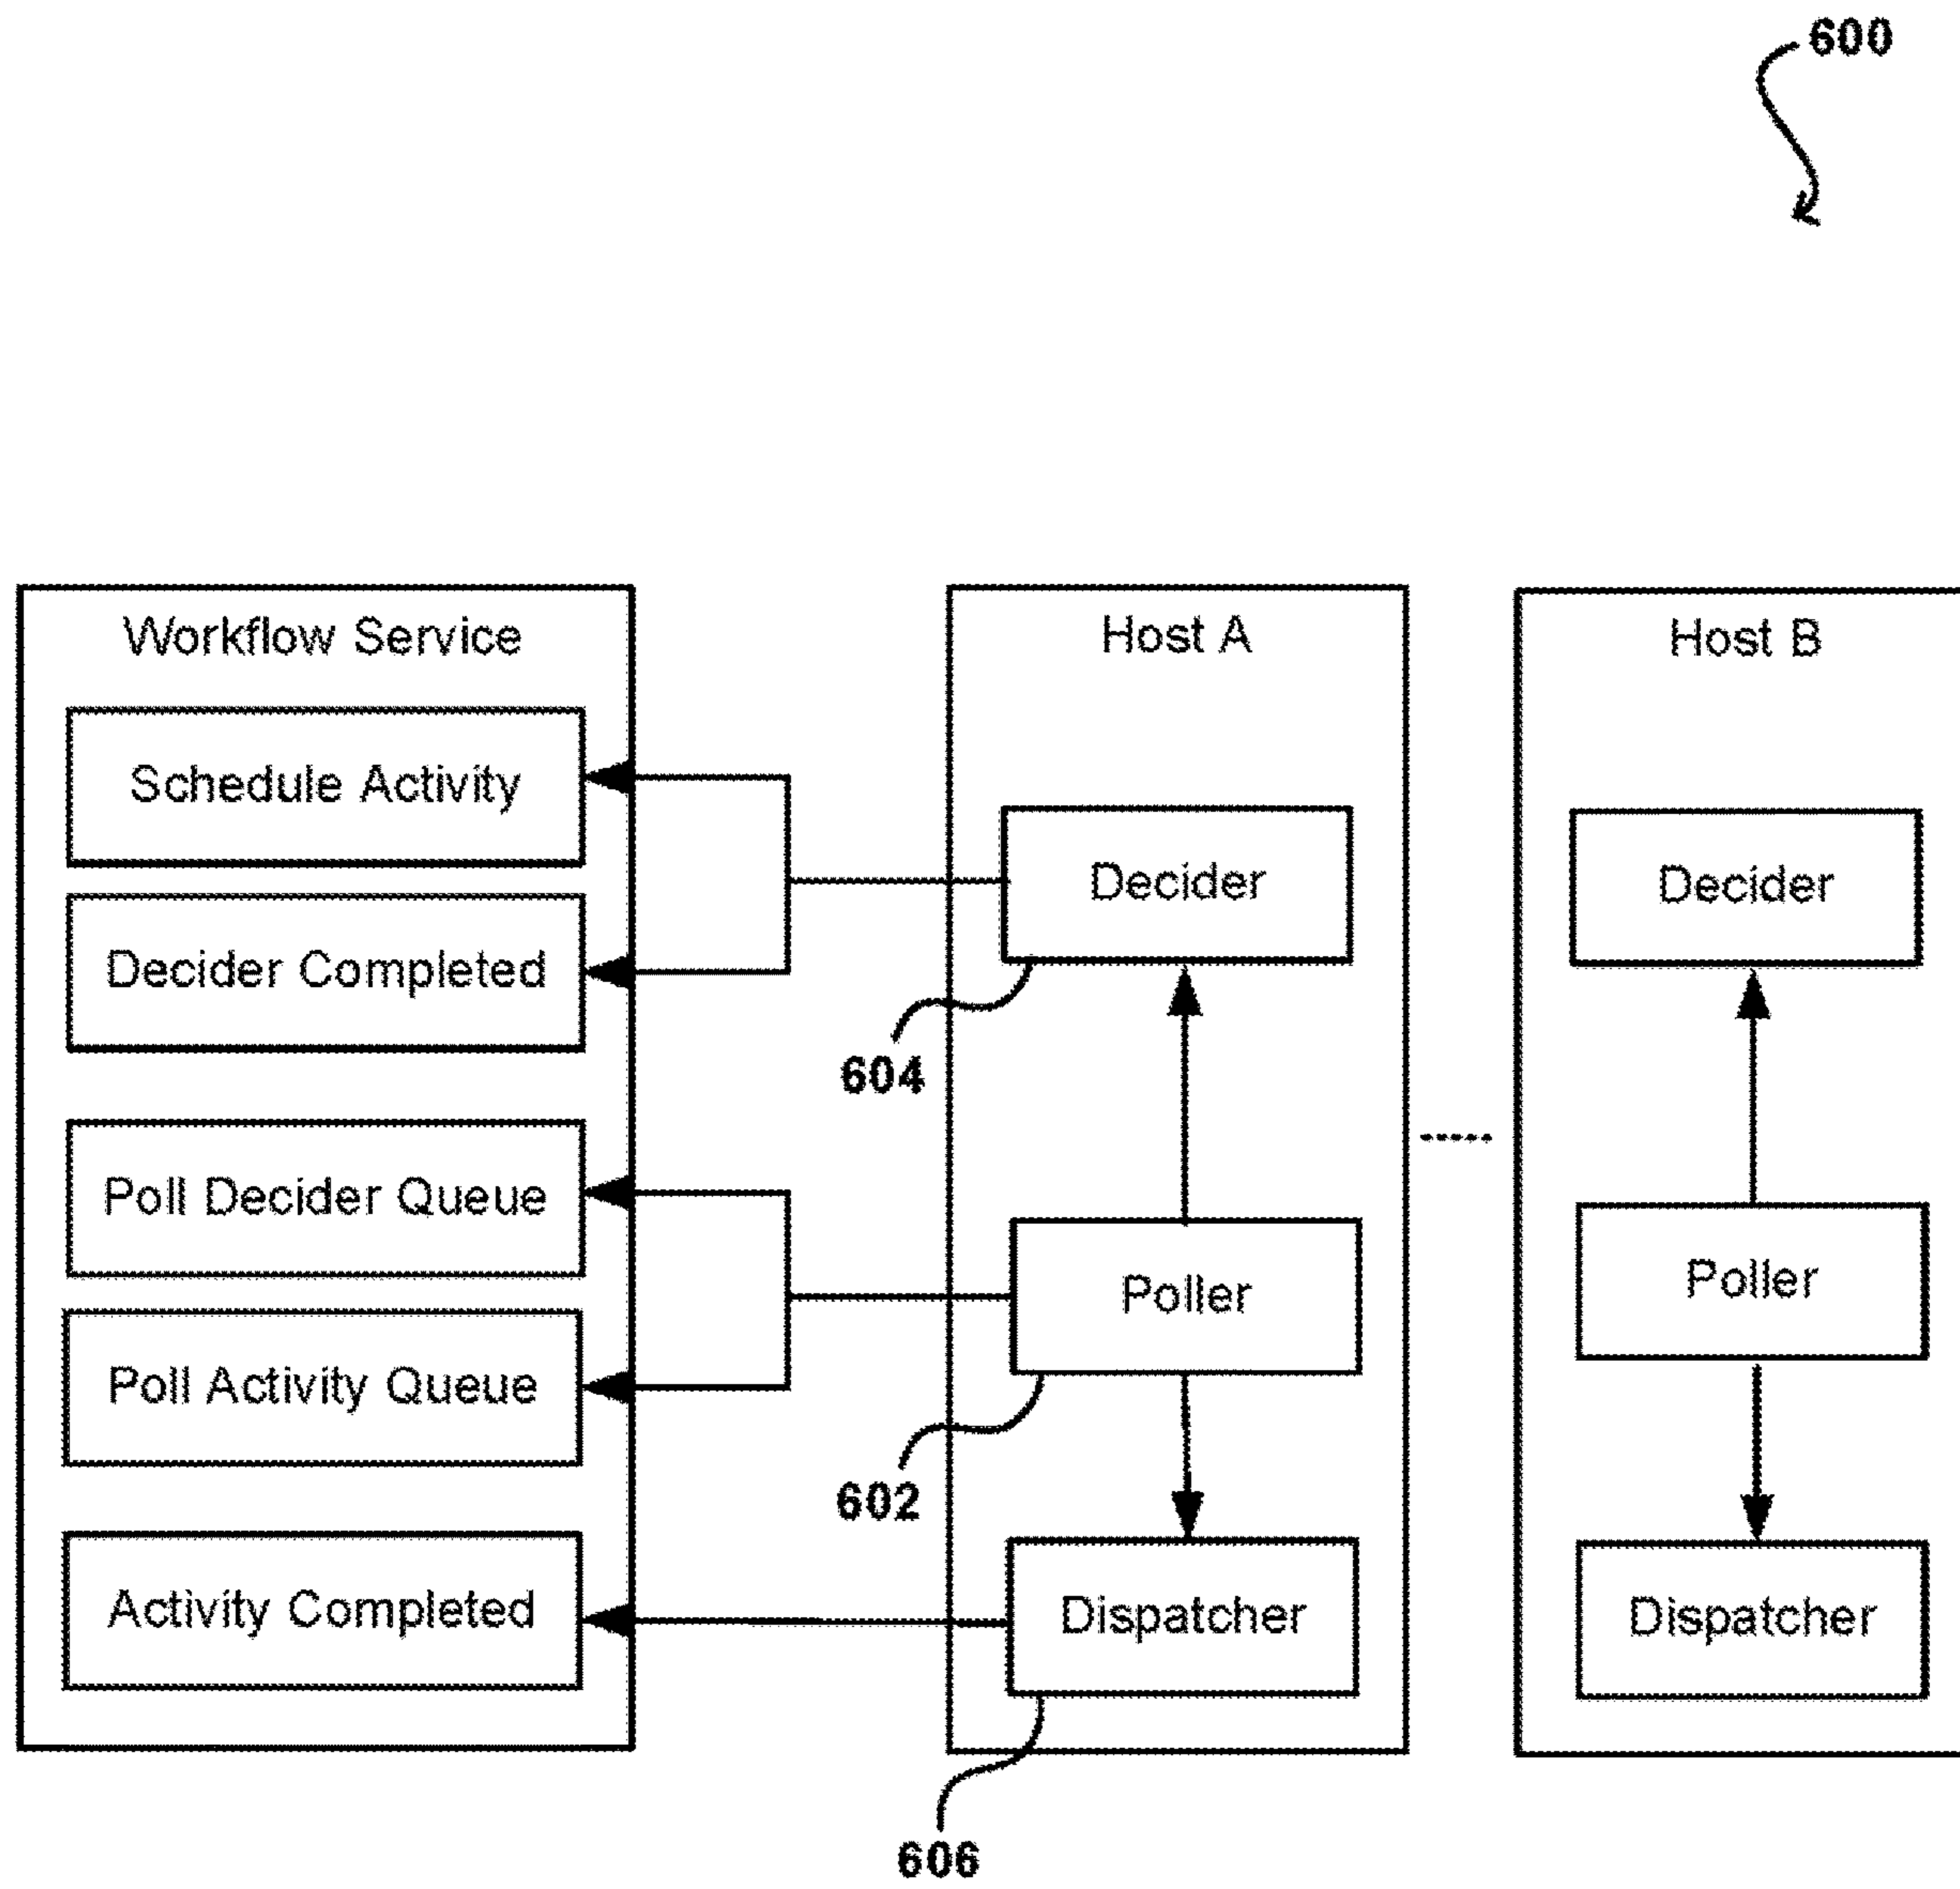 600
Workflow Service
Schedule Activity
Decider Completed
Poll Decider Queue
Poll Activity Queue
Activity Completed
Host A
Decider
604
Poller
602
Dispatcher
606
Host B
Decider
Poller
Dispatcher